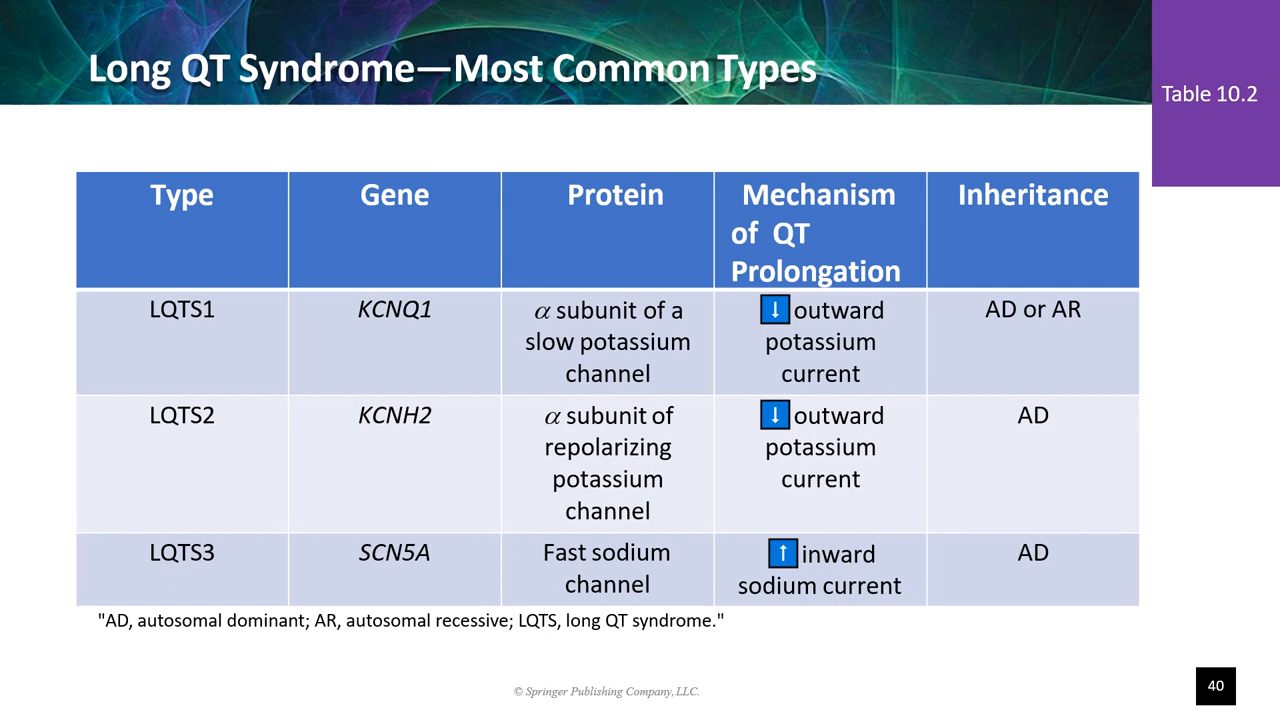 Long QT Syndrome—Most Common Types
Table 10.2
Type
Gene
Protein
Mechanism
of QT
Prolongation
Inheritance
LQTS1
KCNQ1
α subunit of a
slow potassium
channel
↓ outward
potassium
current
AD or AR
LQTS2
KCNH2
α subunit of
repolarizing
potassium
channel
↓ outward
potassium
current
AD
LQTS3
SCN5A
Fast sodium
channel
↑ inward
sodium current
AD
"AD, autosomal dominant; AR, autosomal recessive; LQTS, long QT syndrome."
© Springer Publishing Company, LLC.
40